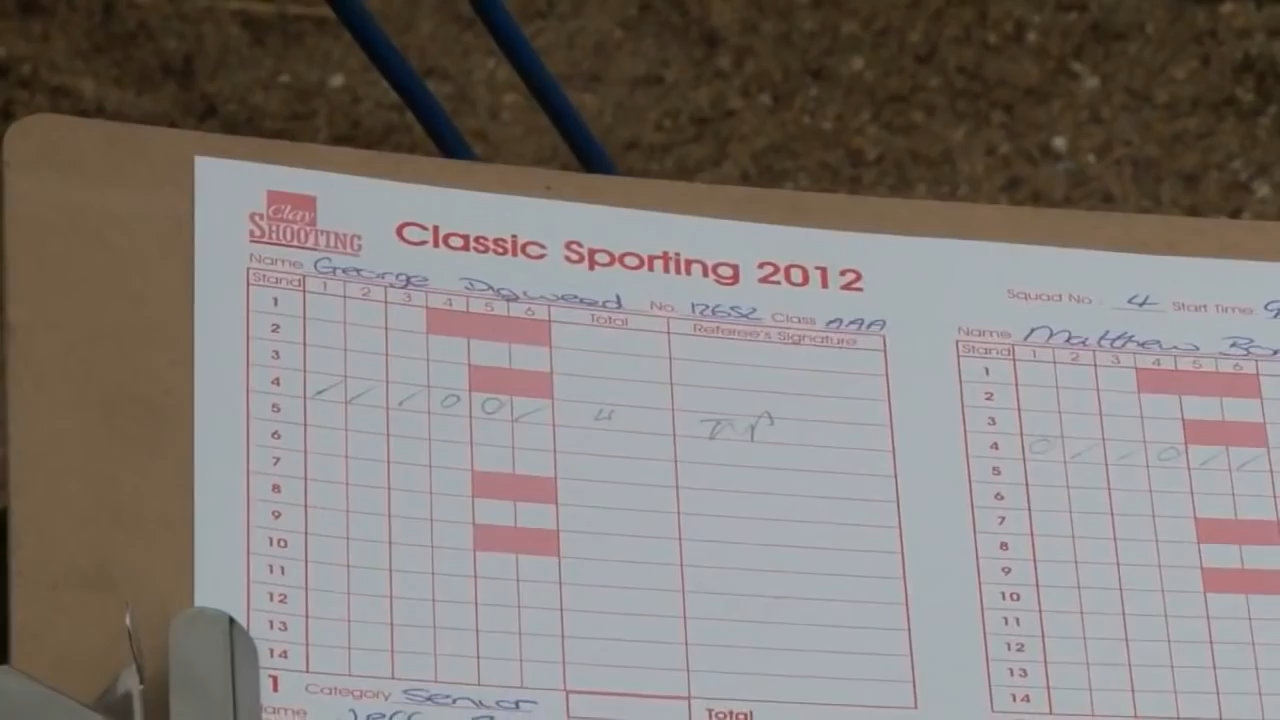 Clay
SHOOTING
Classic Sporting 2012
Squad No. 4 Start Time
Name George Digweed No. 12652 Class AAA
Stand 1 2 3 4 5 6 Total Referee's Signature
1
2
3
4
5 / / / 0 0 / 4
6
7
8
9
10
11
12
13
14
1 Category Senior
Total
Name Matthew
Stand 1 2 3 4 5 6
1
2
3
4 0 / / 0 / /
5
6
7
8
9
10
11
12
13
14